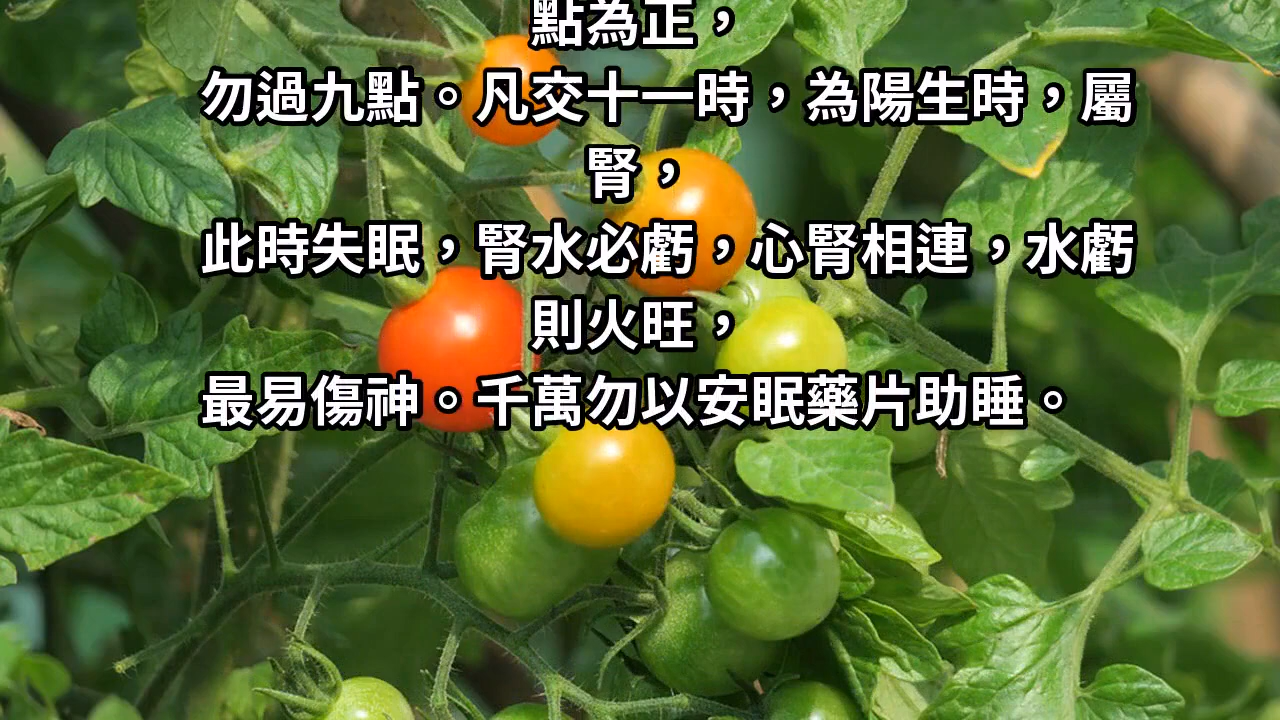 點為正，
勿過九點。凡交十一時，為陽生時，屬
腎，
此時失眠，腎水必虧，心腎相連，水虧
則火旺，
最易傷神。千萬勿以安眠藥片助睡。